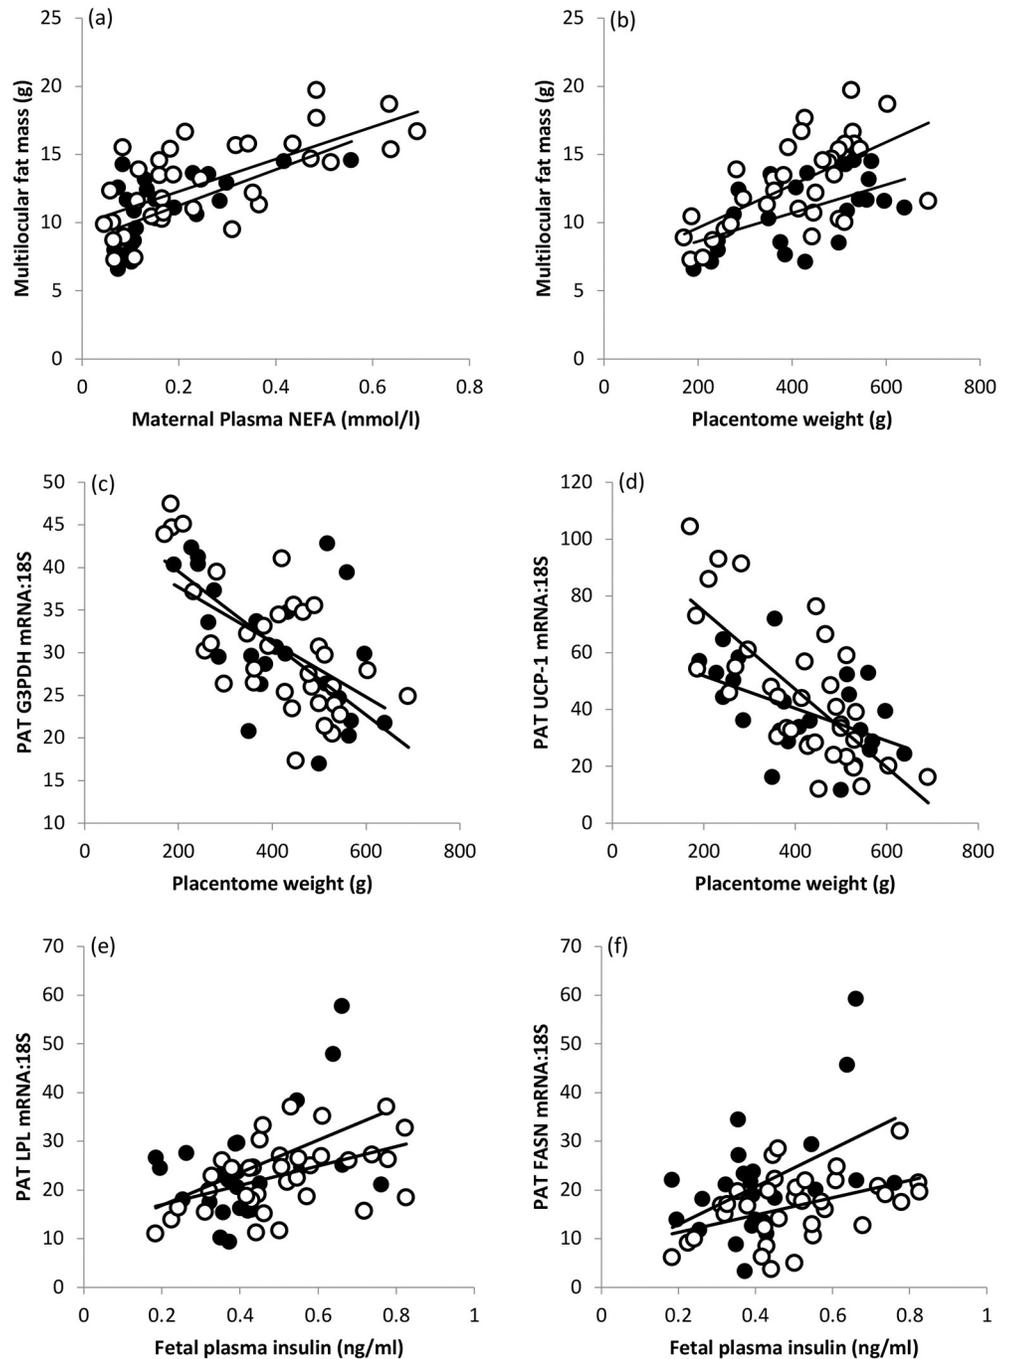 (a)
25
20
15
10
5
0
0 0.2 0.4 0.6 0.8
Multilocular fat mass (g)
Maternal Plasma NEFA (mmol/l)
(b)
25
20
15
10
5
0
0 200 400 600 800
Multilocular fat mass (g)
Placentome weight (g)
(c)
50
45
40
35
30
25
20
15
10
0 200 400 600 800
PAT G3PDH mRNA:18S
Placentome weight (g)
(d)
120
100
80
60
40
20
0
0 200 400 600 800
PAT UCP-1 mRNA:18S
Placentome weight (g)
(e)
70
60
50
40
30
20
10
0
0 0.2 0.4 0.6 0.8 1
PAT LPL mRNA:18S
Fetal plasma insulin (ng/ml)
(f)
70
60
50
40
30
20
10
0
0 0.2 0.4 0.6 0.8 1
PAT FASN mRNA:18S
Fetal plasma insulin (ng/ml)